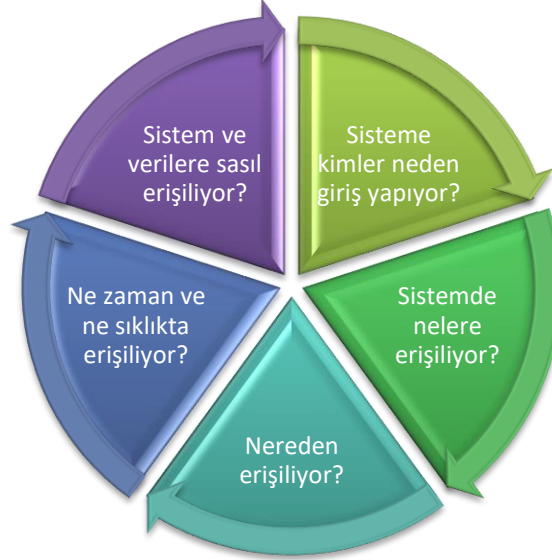 Sisteme
kimler neden
giriş yapıyor?
Sistemde
nelere
erişiliyor?
Nereden
erişiliyor?
Ne zaman ve
ne sıklıkta
erişiliyor?
Sistem ve
verilere sasıl
erişiliyor?